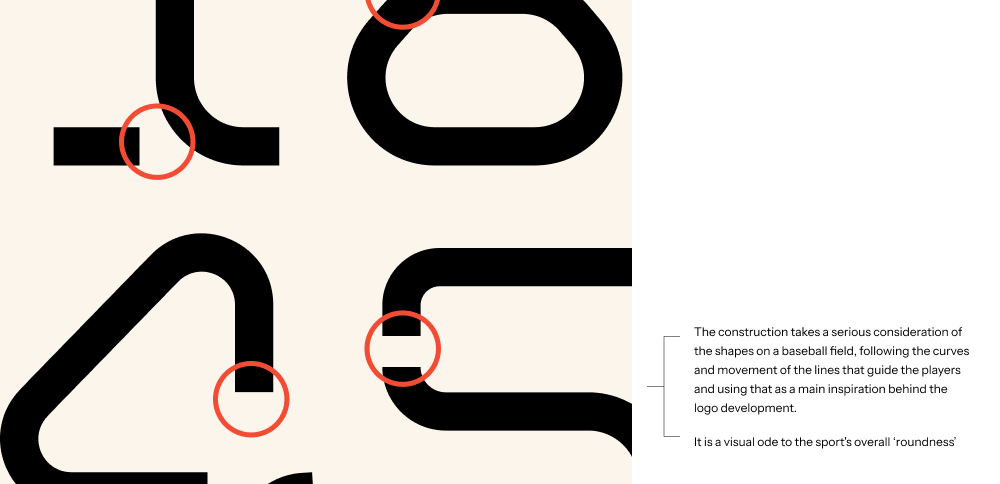 The construction takes a serious consideration of
the shapes on a baseball field, following the curves
and movement of the lines that guide the players
and using that as a main inspiration behind the
logo development.
It is a visual ode to the sport's overall ‘roundness’